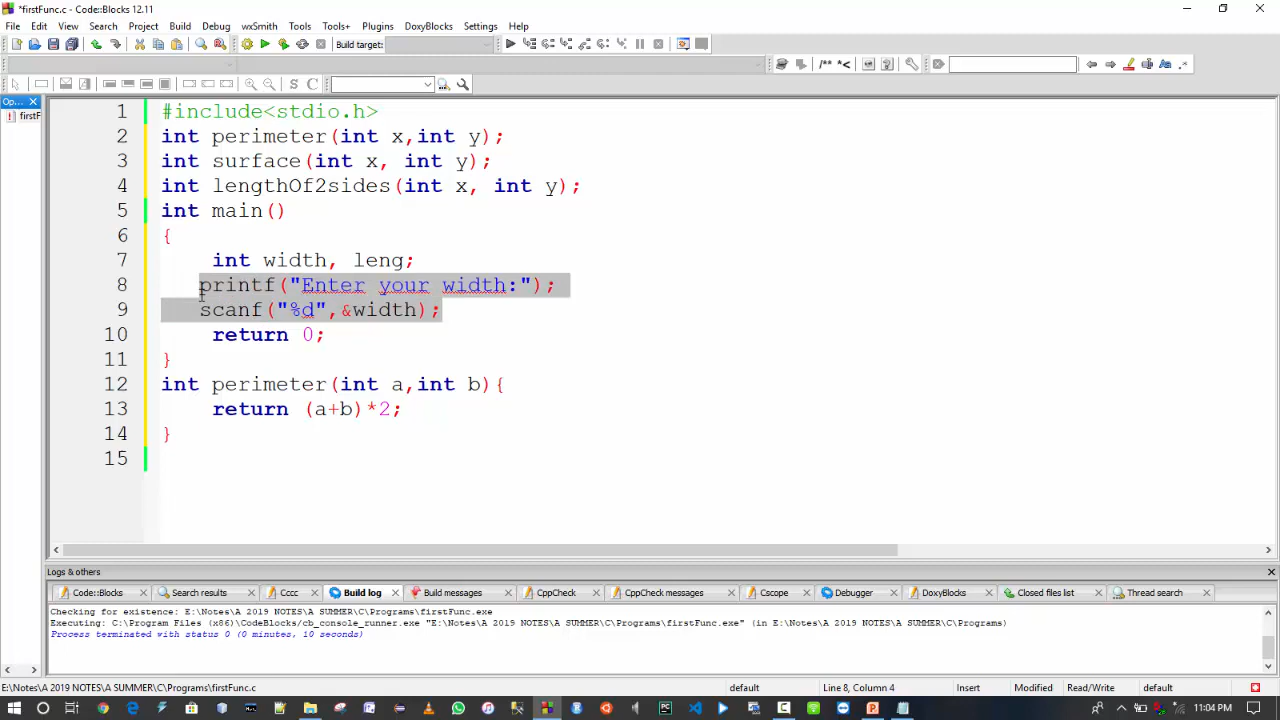 *firstFunc.c - Code::Blocks 12.11
File Edit View Search Project Build Debug wxSmith Tools Tools+ Plugins DoxyBlocks Settings Help
Build target:
/** *<
S C
Op...
firstF
1 #include<stdio.h>
2 int perimeter(int x,int y);
3 int surface(int x, int y);
4 int lengthOf2sides(int x, int y);
5 int main()
6 {
7 int width, leng;
8 printf("Enter your width:");
9 scanf("%d",&width);
10 return 0;
11 }
12 int perimeter(int a,int b){
13 return (a+b)*2;
14 }
15
Logs & others
Code::Blocks Search results Cccc Build log Build messages CppCheck CppCheck messages Cscope Debugger DoxyBlocks Closed files list Thread search
Checking for existence: E:\Notes\A 2019 NOTES\A SUMMER\C\Programs\firstFunc.exe
Executing: C:\Program Files (x86)\CodeBlocks/cb_console_runner.exe "E:\Notes\A 2019 NOTES\A SUMMER\C\Programs\firstFunc.exe" (in E:\Notes\A 2019 NOTES\A SUMMER\C\Programs)
Process terminated with status 0 (0 minutes, 10 seconds)
E:\Notes\A 2019 NOTES\A SUMMER\C\Programs\firstFunc.c default Line 8, Column 4 Insert Modified Read/Write default
11:04 PM